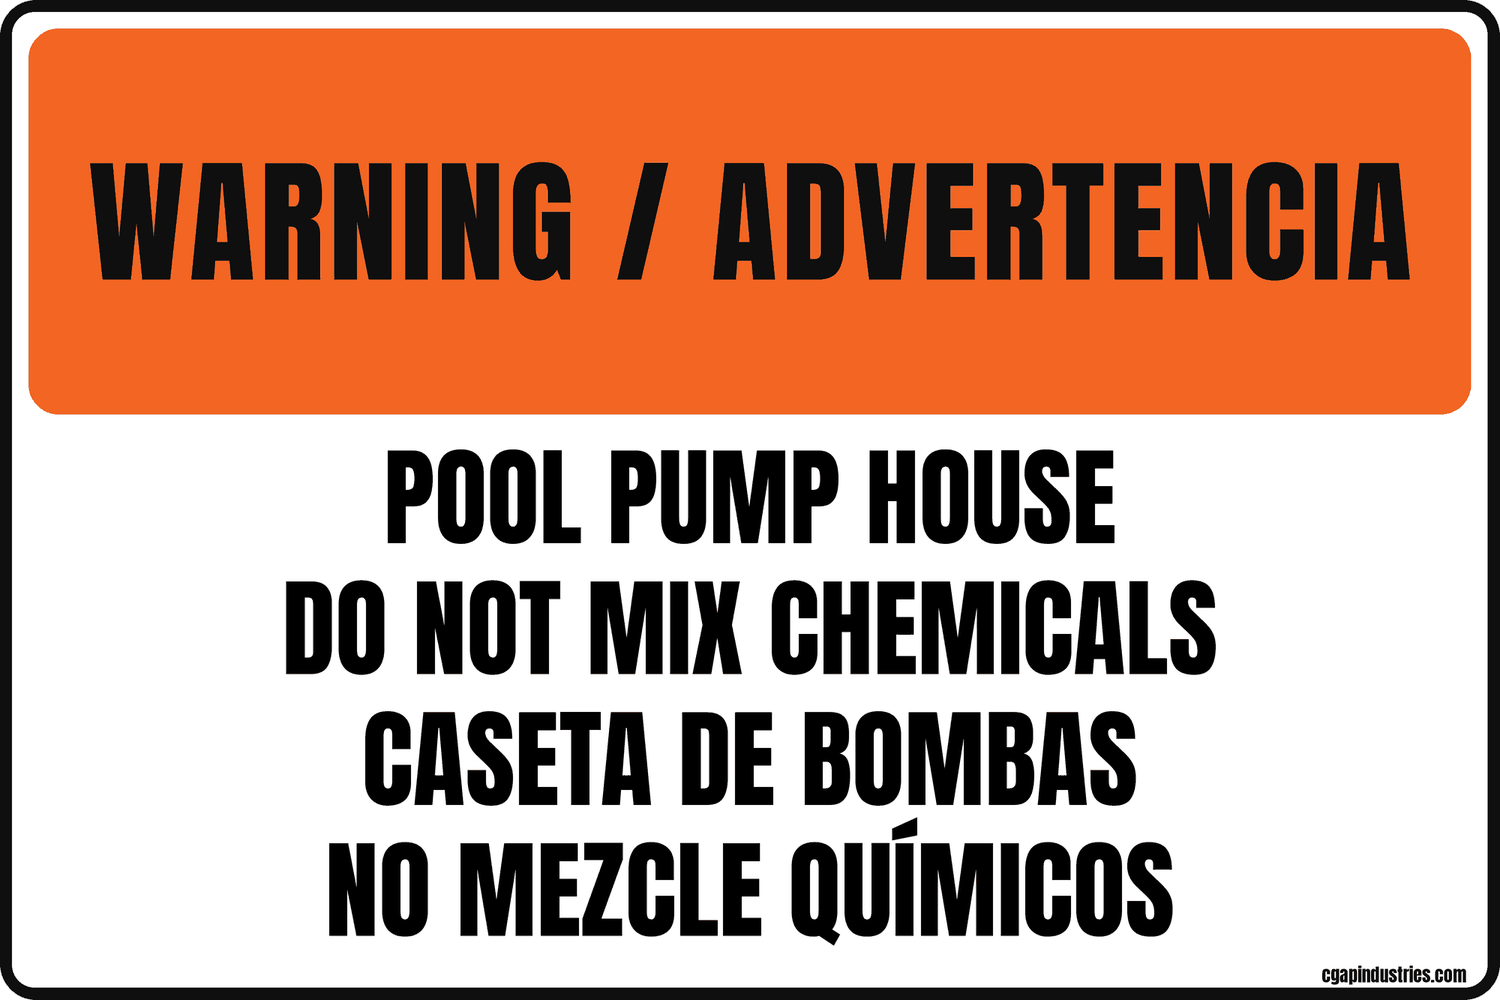 WARNING / ADVERTENCIA
POOL PUMP HOUSE
DO NOT MIX CHEMICALS
CASETA DE BOMBAS
NO MEZCLE QUÍMICOS
cgapindustries.com